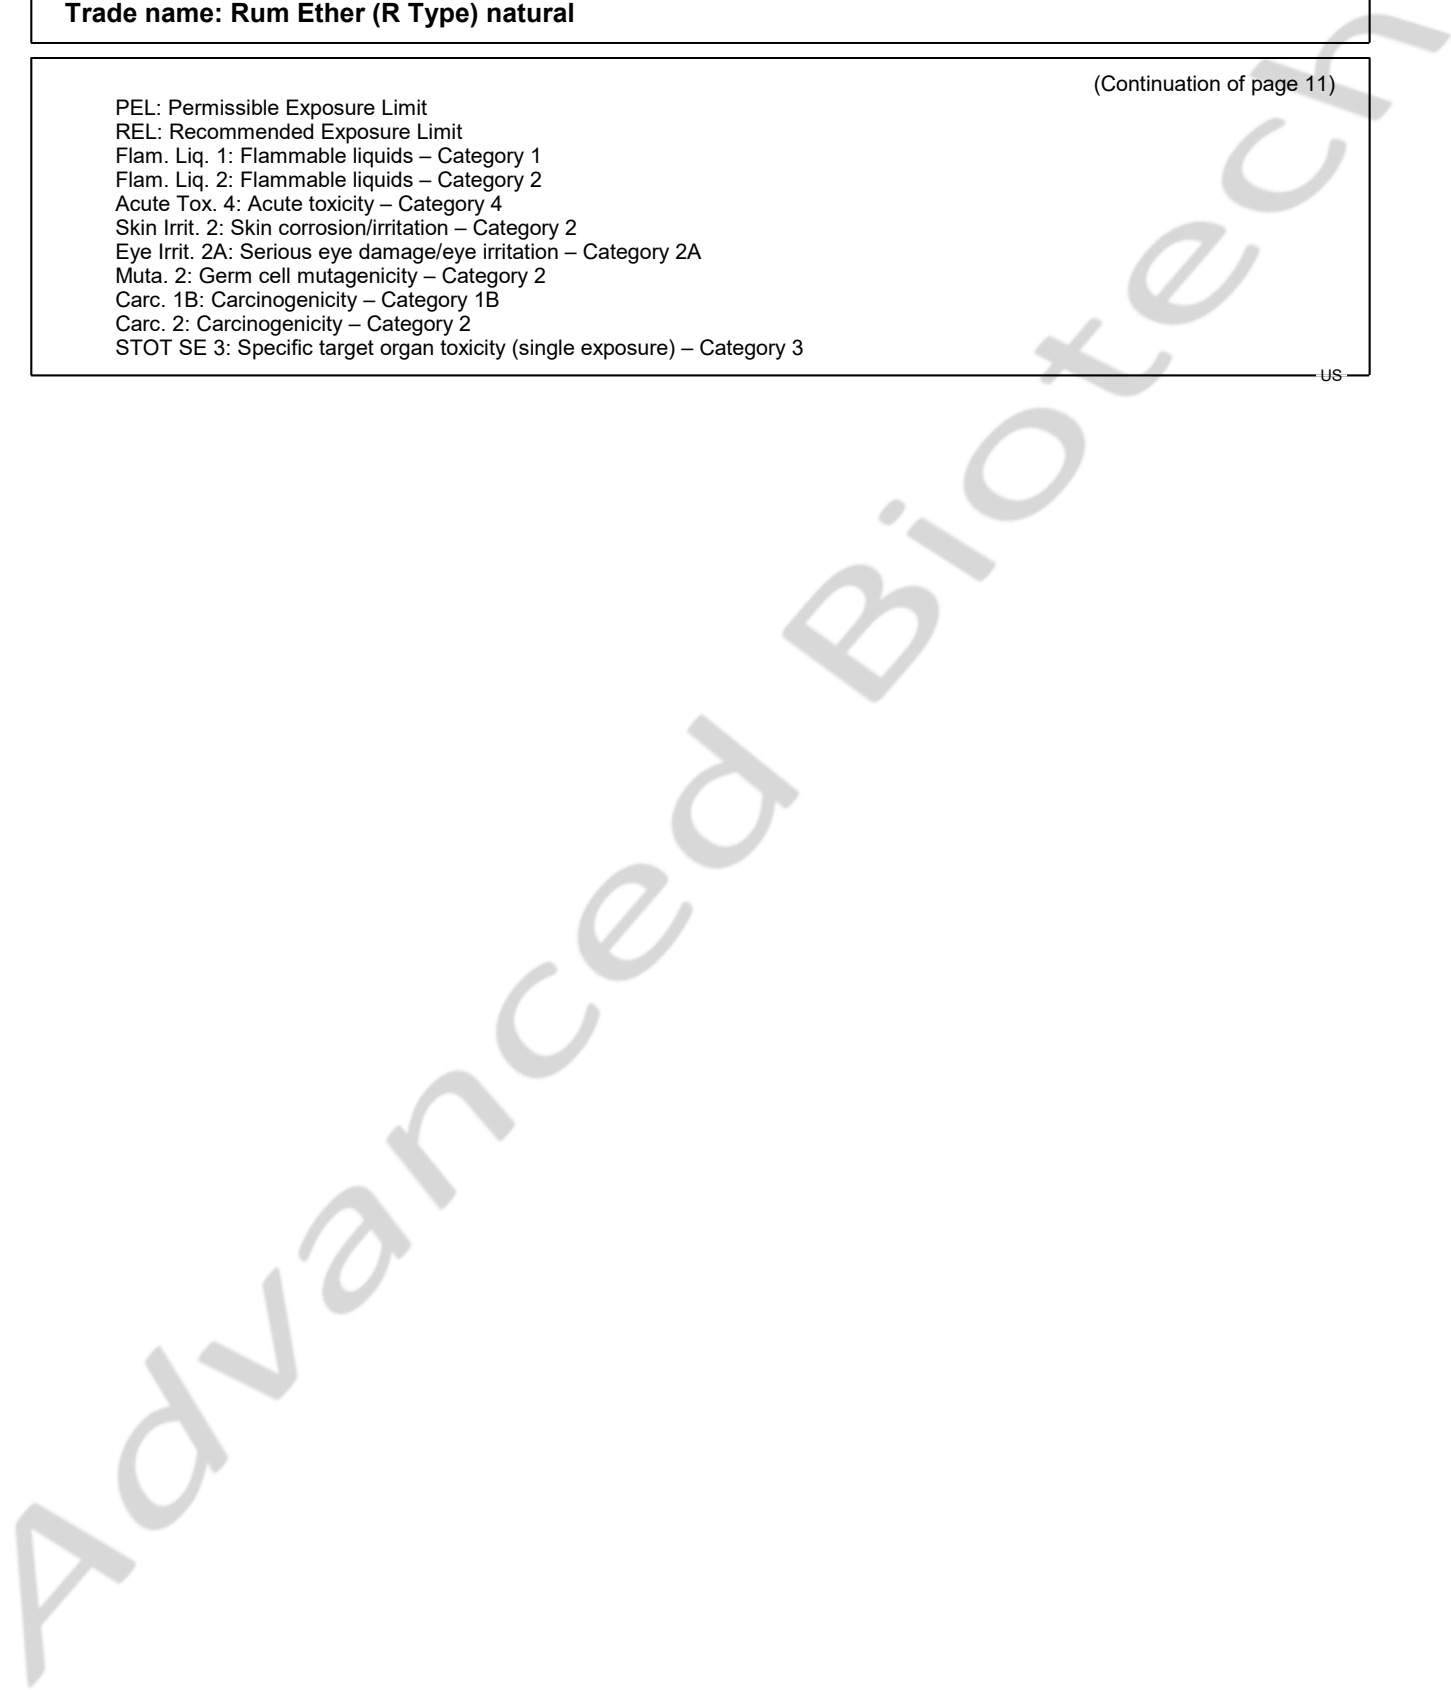 Trade name: Rum Ether (R Type) natural
(Continuation of page 11)
PEL: Permissible Exposure Limit
REL: Recommended Exposure Limit
Flam. Liq. 1: Flammable liquids – Category 1
Flam. Liq. 2: Flammable liquids – Category 2
Acute Tox. 4: Acute toxicity – Category 4
Skin Irrit. 2: Skin corrosion/irritation – Category 2
Eye Irrit. 2A: Serious eye damage/eye irritation – Category 2A
Muta. 2: Germ cell mutagenicity – Category 2
Carc. 1B: Carcinogenicity – Category 1B
Carc. 2: Carcinogenicity – Category 2
STOT SE 3: Specific target organ toxicity (single exposure) – Category 3
US
Advanced Biotech